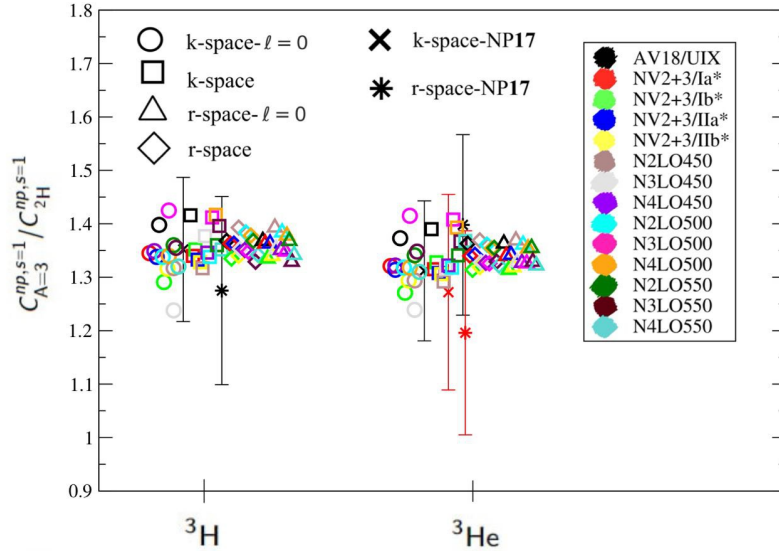 1.8
1.7
1.6
1.5
1.4
1.3
1.2
1.1
1
0.9
C_{A=3}^{np,s=1} / C_{²H}^{np,s=1}
k-space-ℓ = 0
k-space
r-space-ℓ = 0
r-space
k-space-NP17
r-space-NP17
AV18/UIX
NV2+3/Ia*
NV2+3/Ib*
NV2+3/IIa*
NV2+3/IIb*
N2LO450
N3LO450
N4LO450
N2LO500
N3LO500
N4LO500
N2LO550
N3LO550
N4LO550
³H
³He